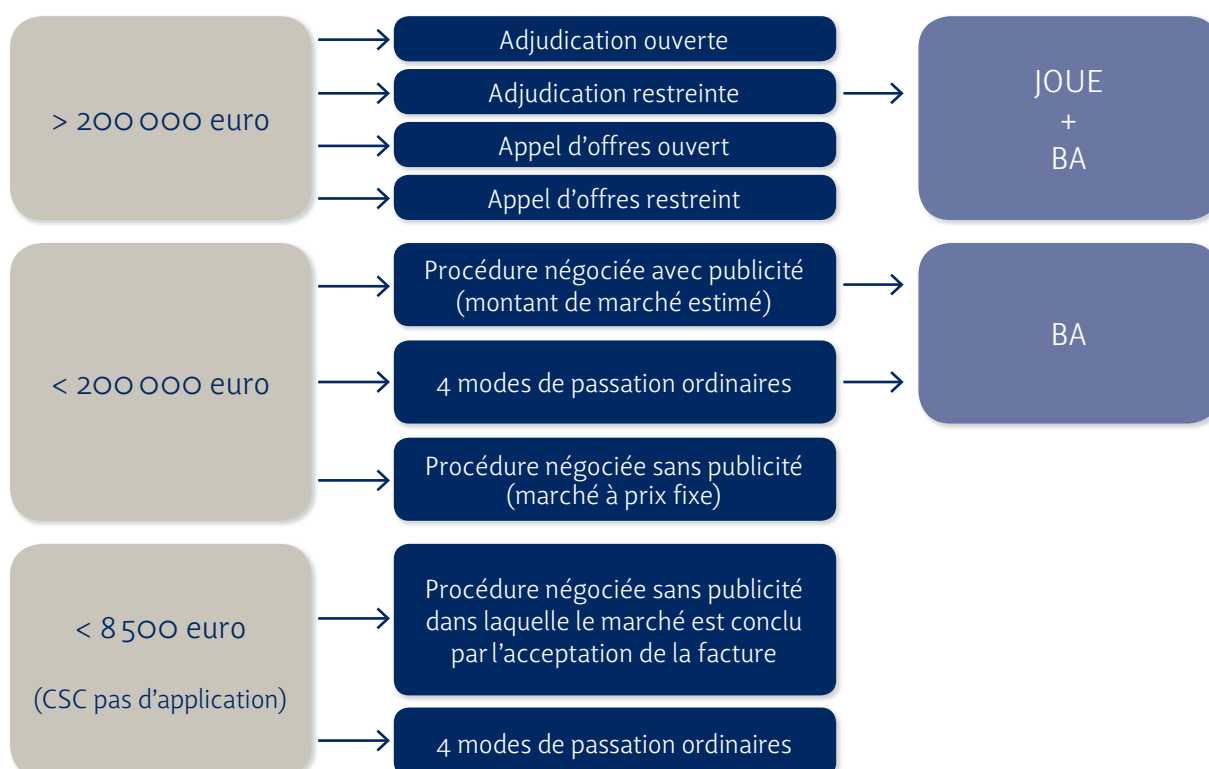 > 200 000 euro
Adjudication ouverte
Adjudication restreinte
Appel d’offres ouvert
Appel d’offres restreint
JOUE
+
BA
< 200 000 euro
Procédure négociée avec publicité
(montant de marché estimé)
4 modes de passation ordinaires
Procédure négociée sans publicité
(marché à prix fixe)
BA
< 8 500 euro
(CSC pas d’application)
Procédure négociée sans publicité
dans laquelle le marché est conclu
par l’acceptation de la facture
4 modes de passation ordinaires